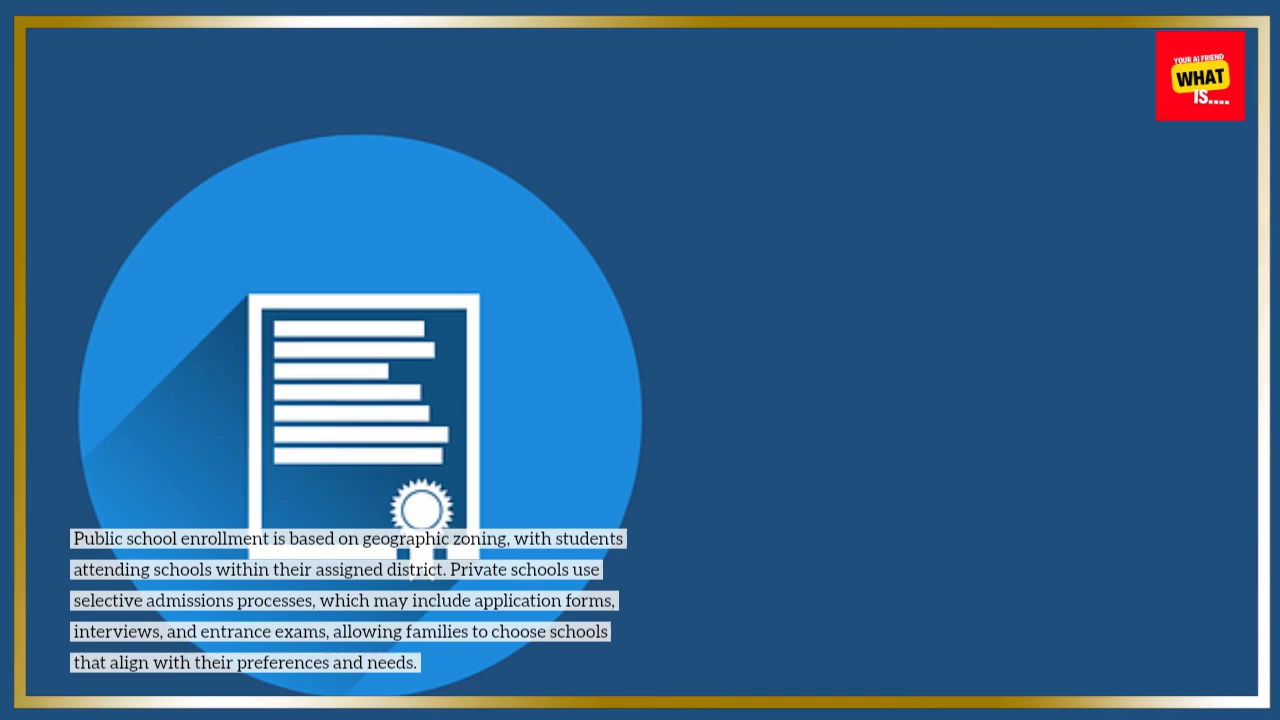 YOUR AI FRIEND
WHAT
IS....
Public school enrollment is based on geographic zoning, with students
attending schools within their assigned district. Private schools use
selective admissions processes, which may include application forms,
interviews, and entrance exams, allowing families to choose schools
that align with their preferences and needs.